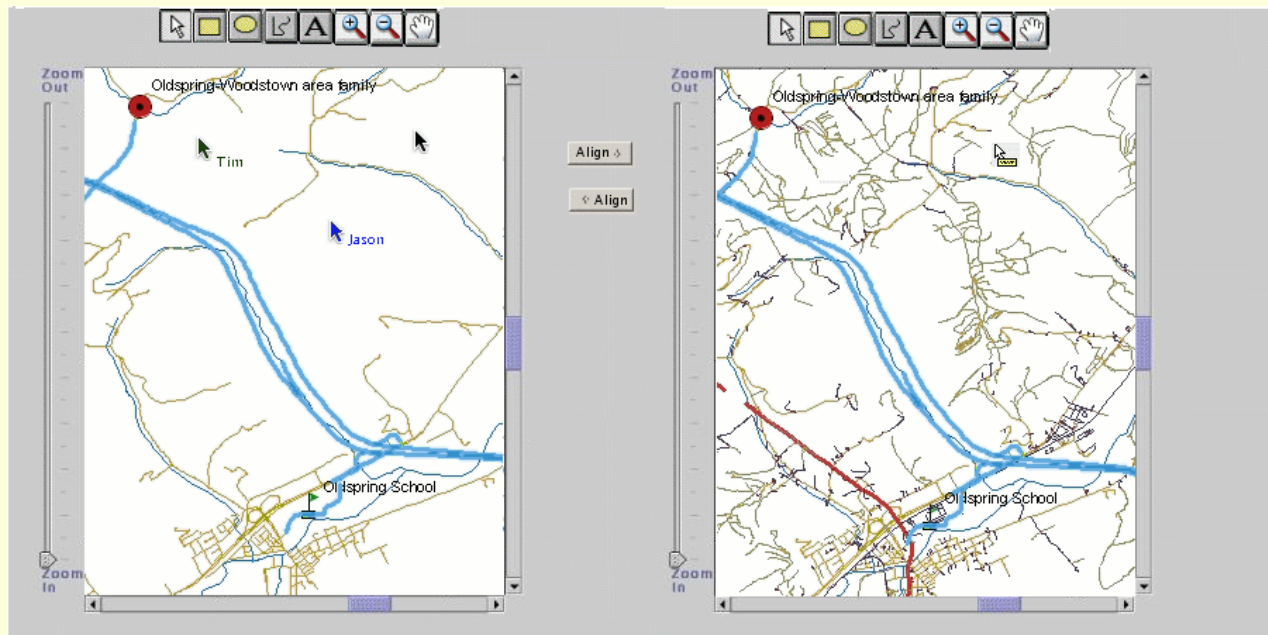 A
A
Zoom
Out
Oldspring-Woodstown area family
Tim
Jason
Oldspring School
Zoom
In
Align
Align
Zoom
Out
Oldspring-Woodstown area family
Oldspring School
Zoom
In